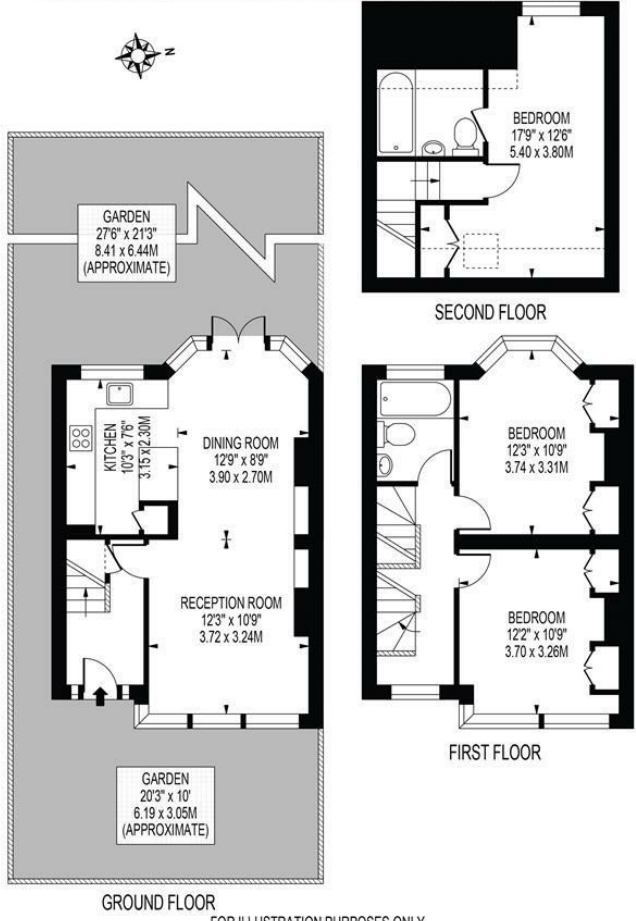 N
GARDEN
27'6" x 21'3"
8.41 x 6.44M
(APPROXIMATE)
KITCHEN
10'3" x 7'6"
3.15 x 2.30M
DINING ROOM
12'9" x 8'9"
3.90 x 2.70M
RECEPTION ROOM
12'3" x 10'9"
3.72 x 3.24M
GARDEN
20'3" x 10'
6.19 x 3.05M
(APPROXIMATE)
GROUND FLOOR
BEDROOM
17'9" x 12'6"
5.40 x 3.80M
SECOND FLOOR
BEDROOM
12'3" x 10'9"
3.74 x 3.31M
BEDROOM
12'2" x 10'9"
3.70 x 3.26M
FIRST FLOOR
FOR ILLUSTRATION PURPOSES ONLY